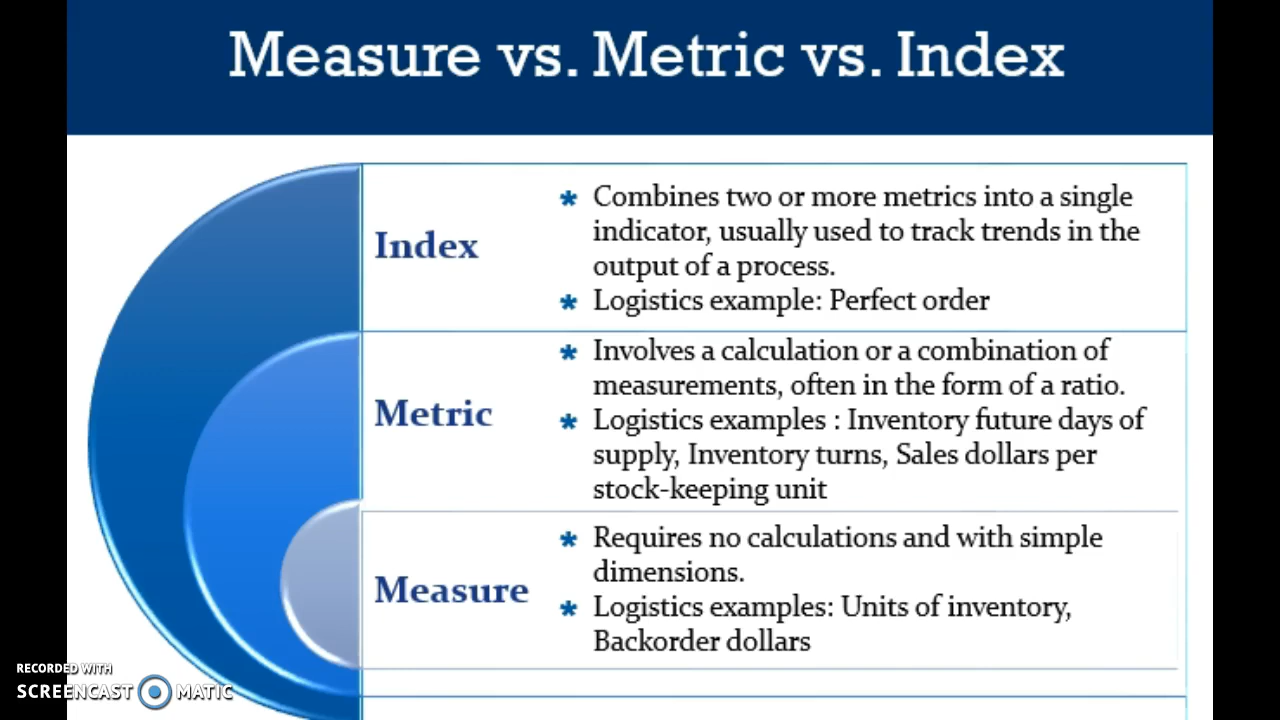 Measure vs. Metric vs. Index
Index
* Combines two or more metrics into a single
indicator, usually used to track trends in the
output of a process.
* Logistics example: Perfect order
Metric
* Involves a calculation or a combination of
measurements, often in the form of a ratio.
* Logistics examples : Inventory future days of
supply, Inventory turns, Sales dollars per
stock-keeping unit
Measure
* Requires no calculations and with simple
dimensions.
* Logistics examples: Units of inventory,
Backorder dollars
RECORDED WITH
SCREENCAST MATIC